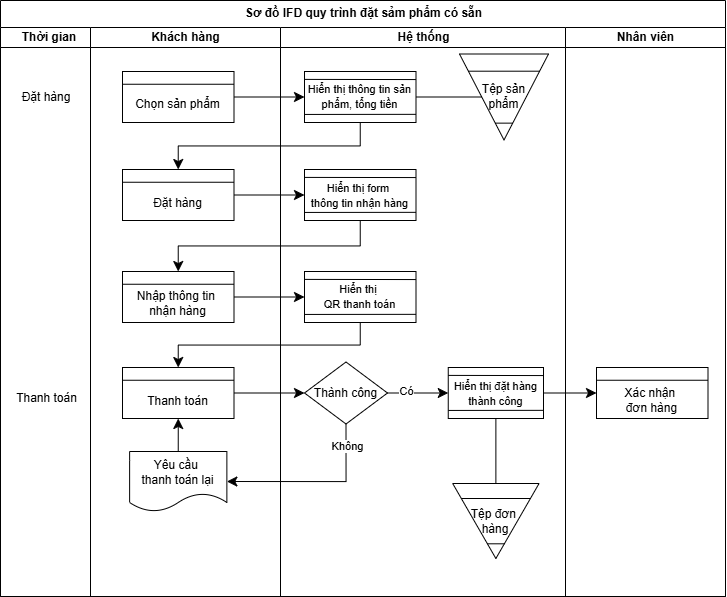 Sơ đồ IFD quy trình đặt sảm phẩm có sẵn
Thời gian
Khách hàng
Hệ thống
Nhân viên
Đặt hàng
Chọn sản phẩm
Hiển thị thông tin sản
phẩm, tổng tiền
Tệp sản
phẩm
Đặt hàng
Hiển thị form
thông tin nhận hàng
Nhập thông tin
nhận hàng
Hiển thị
QR thanh toán
Thanh toán
Thanh toán
Thành công
Có
Hiển thị đặt hàng
thành công
Xác nhận
đơn hàng
Không
Yêu cầu
thanh toán lại
Tệp đơn
hàng